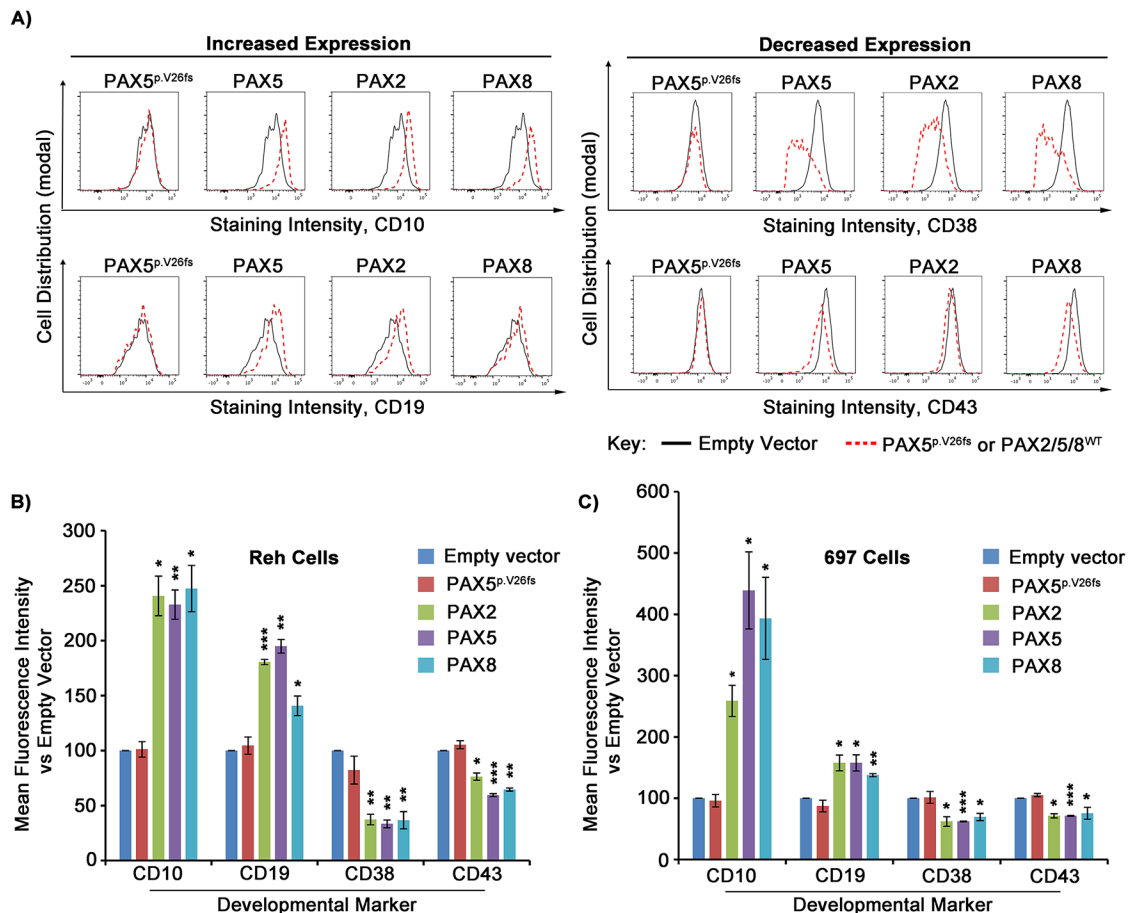 A)
Increased Expression
Decreased Expression
PAX5p.V26fs PAX5 PAX2 PAX8
PAX5p.V26fs PAX5 PAX2 PAX8
Cell Distribution (modal)
Cell Distribution (modal)
Staining Intensity, CD10
Staining Intensity, CD38
PAX5p.V26fs PAX5 PAX2 PAX8
PAX5p.V26fs PAX5 PAX2 PAX8
Staining Intensity, CD19
Staining Intensity, CD43
Key: Empty Vector PAX5p.V26fs or PAX2/5/8WT
B)
Mean Fluorescence Intensity
vs Empty Vector
300
250
200
150
100
50
0
Reh Cells
Empty vector
PAX5p.V26fs
PAX2
PAX5
PAX8
* ** *
*** ** *
** ** **
* *** **
CD10 CD19 CD38 CD43
Developmental Marker
C)
Mean Fluorescence Intensity
vs Empty Vector
600
500
400
300
200
100
0
697 Cells
Empty vector
PAX5p.V26fs
PAX2
PAX5
PAX8
* * *
* * **
* *** *
* *** *
CD10 CD19 CD38 CD43
Developmental Marker